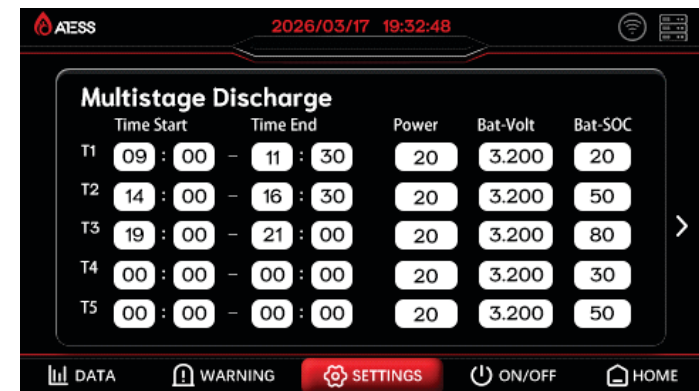 ATESS 2026/03/17 19:32:48
Multistage Discharge
Time Start Time End Power Bat-Volt Bat-SOC
T1 09 : 00 – 11 : 30 20 3.200 20
T2 14 : 00 – 16 : 30 20 3.200 50
T3 19 : 00 – 21 : 00 20 3.200 80
T4 00 : 00 – 00 : 00 20 3.200 30
T5 00 : 00 – 00 : 00 20 3.200 50
DATA WARNING SETTINGS ON/OFF HOME